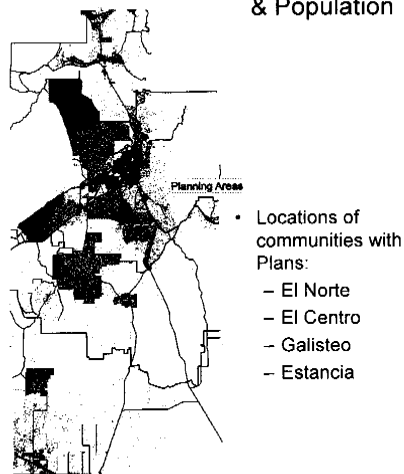 & Population
Planning Areas
• Locations of
communities with
Plans:
– El Norte
– El Centro
– Galisteo
– Estancia